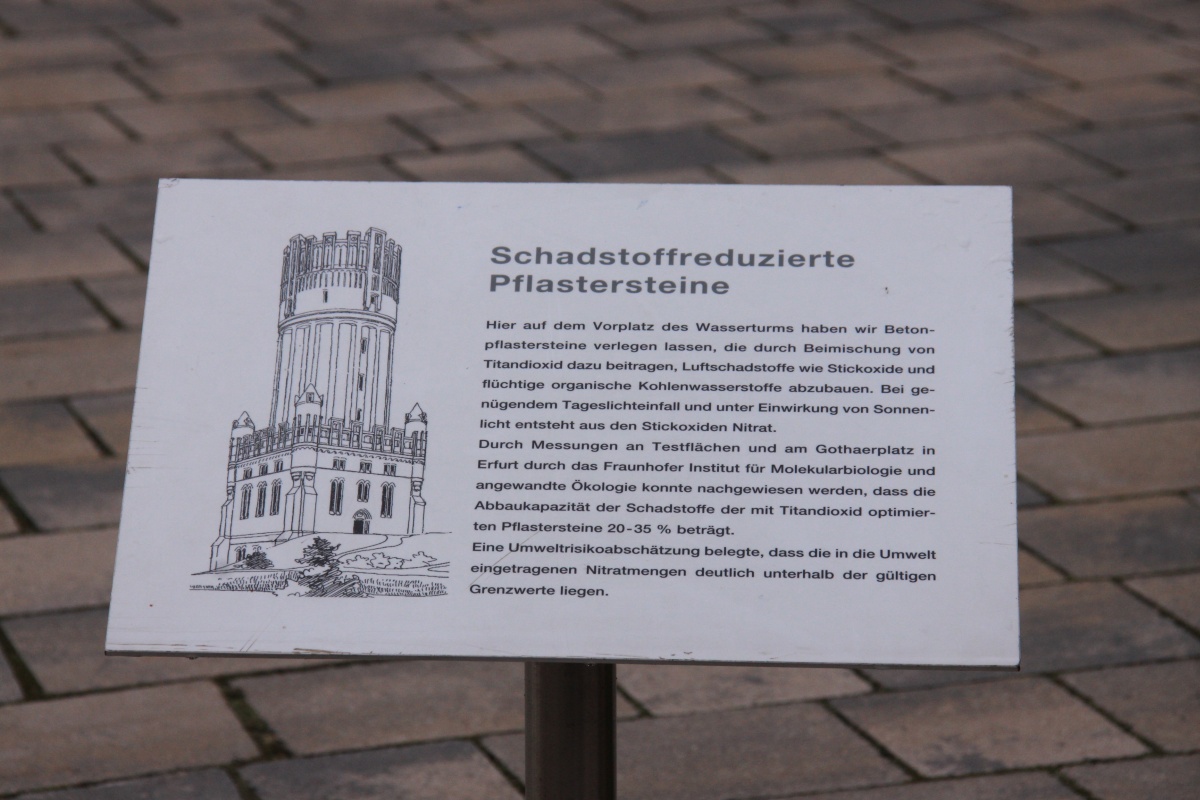 Schadstoffreduzierte
Pflastersteine
Hier auf dem Vorplatz des Wasserturms haben wir Beton-
pflastersteine verlegen lassen, die durch Beimischung von
Titandioxid dazu beitragen, Luftschadstoffe wie Stickoxide und
flüchtige organische Kohlenwasserstoffe abzubauen. Bei ge-
nügendem Tageslichteinfall und unter Einwirkung von Sonnen-
licht entsteht aus den Stickoxiden Nitrat.
Durch Messungen an Testflächen und am Gothaerplatz in
Erfurt durch das Fraunhofer Institut für Molekularbiologie und
angewandte Ökologie konnte nachgewiesen werden, dass die
Abbaukapazität der Schadstoffe der mit Titandioxid optimier-
ten Pflastersteine 20-35 % beträgt.
Eine Umweltrisikoabschätzung belegte, dass die in die Umwelt
eingetragenen Nitratmengen deutlich unterhalb der gültigen
Grenzwerte liegen.